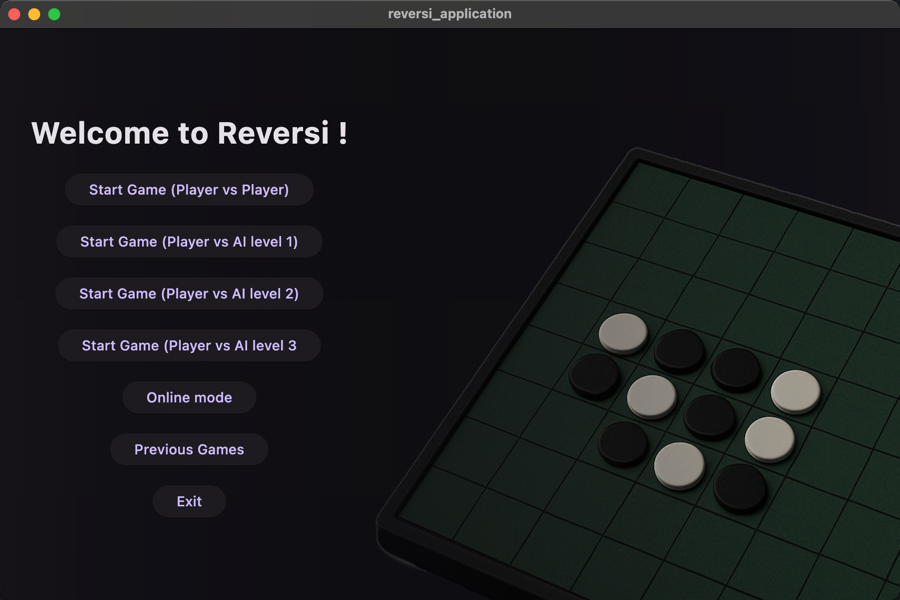 reversi_application
Welcome to Reversi !
Start Game (Player vs Player)
Start Game (Player vs AI level 1)
Start Game (Player vs AI level 2)
Start Game (Player vs AI level 3
Online mode
Previous Games
Exit